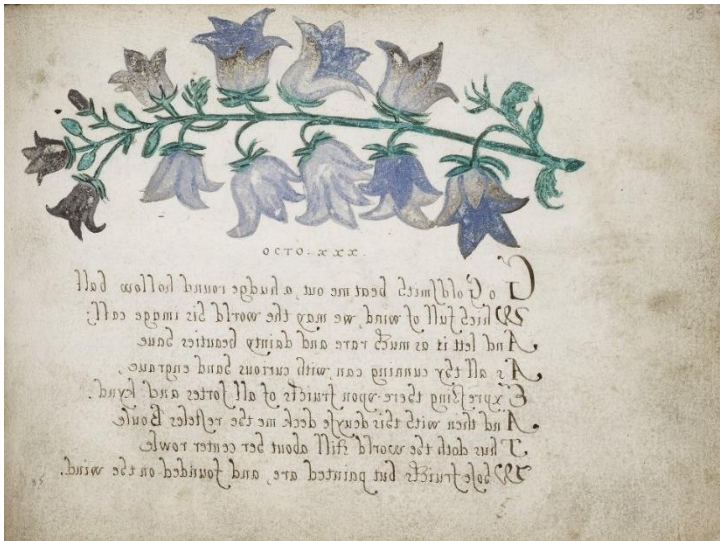 35
OCTO. XXX.
Go Goldſmith beat me out, a hudge round hollow ball
Which full of wind, we may the world his image call;
And lett it as much rare and dainty beauties haue
As all thy cunning can, with curious hand engraue,
Expreſſing there-upon fruicts of all ſortes and kynd.
And then with this deuyſe deck me the reſteles Boule
Thus doth the world ſtill about her center rowle
Whoſe fruicts but painted are, and founded on the wind.